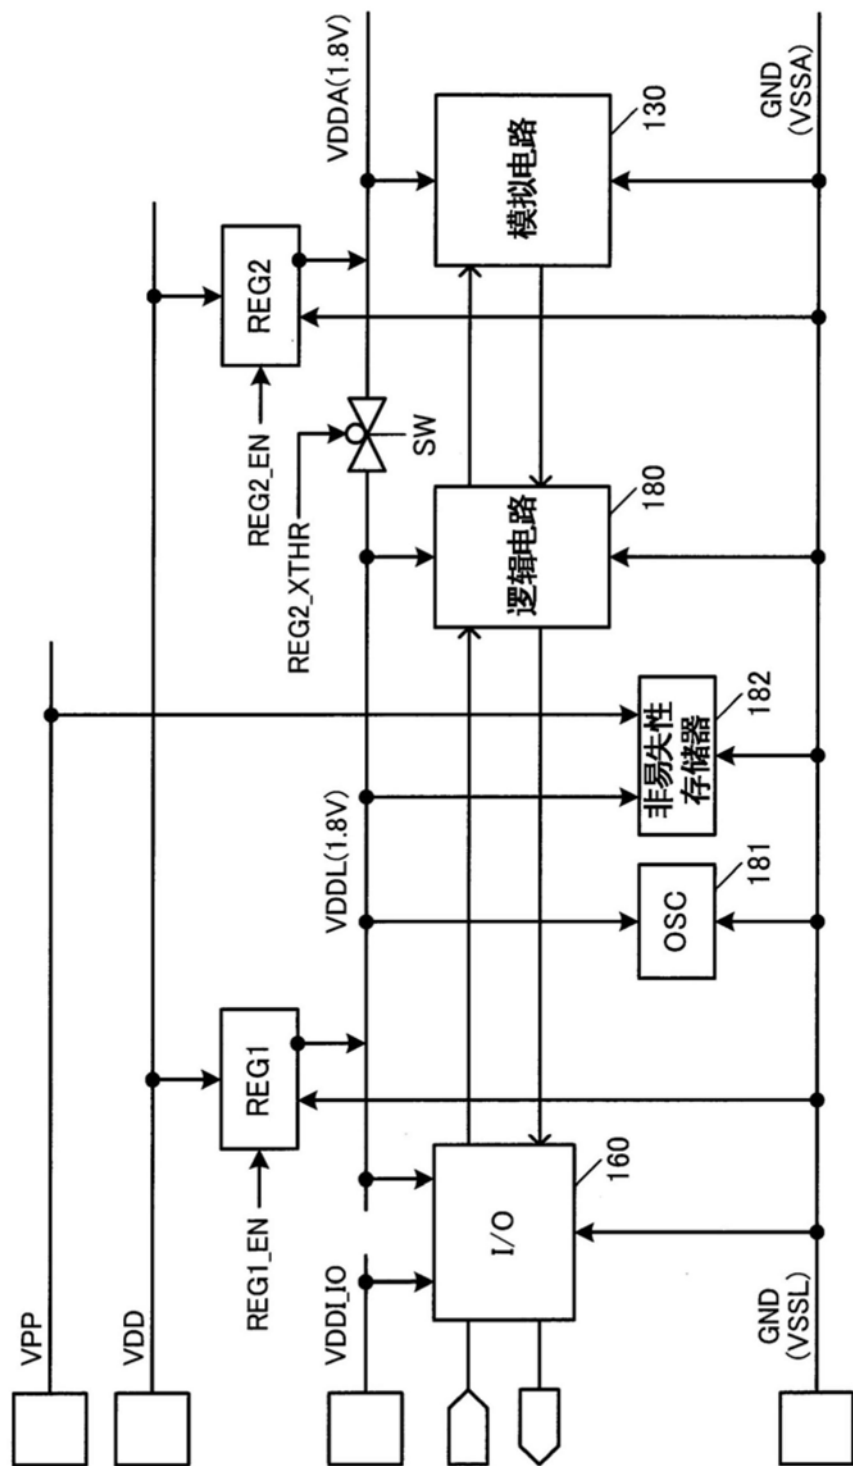 VPP
VDD
REG1_EN
REG1
VDDI_IO
VDDL(1.8V)
REG2_XTHR
REG2_EN
REG2
SW
VDDA(1.8V)
I/O
160
OSC
181
非易失性
存储器
182
逻辑电路
180
模拟电路
130
GND
(VSSL)
GND
(VSSA)